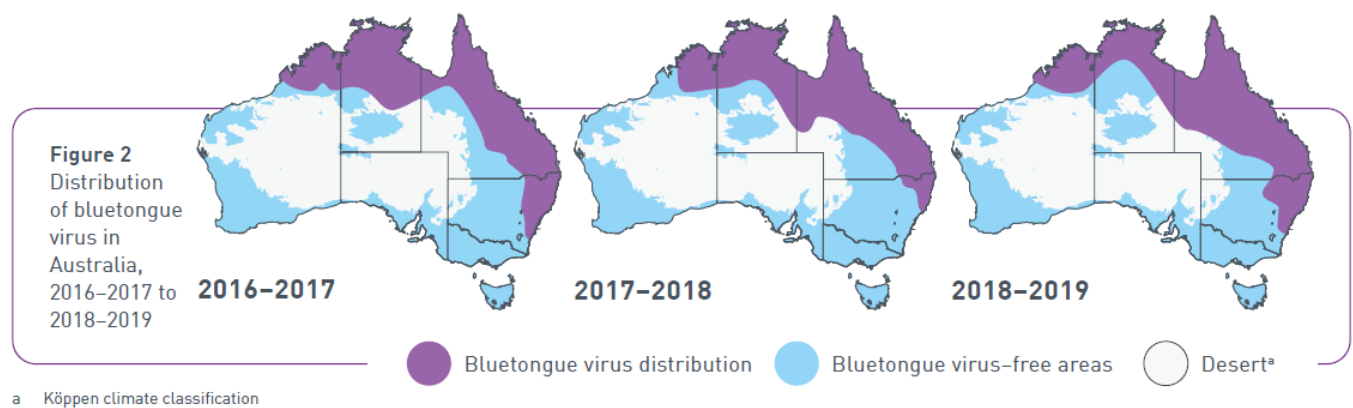 Figure 2
Distribution
of bluetongue
virus in
Australia,
2016–2017 to
2018–2019
2016–2017
2017–2018
2018–2019
Bluetongue virus distribution
Bluetongue virus–free areas
Desertª
a Köppen climate classification